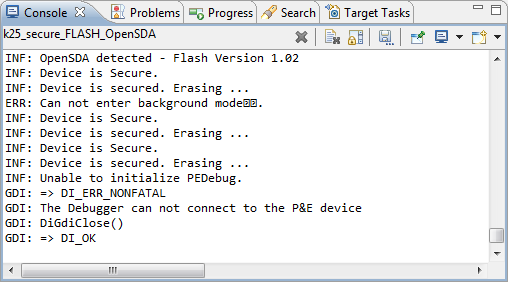 Console
Problems
Progress
Search
Target Tasks
k25_secure_FLASH_OpenSDA
INF: OpenSDA detected - Flash Version 1.02
INF: Device is Secure.
INF: Device is secured. Erasing ...
ERR: Can not enter background mode▯▯.
INF: Device is Secure.
INF: Device is secured. Erasing ...
INF: Device is Secure.
INF: Device is secured. Erasing ...
INF: Unable to initialize PEDebug.
GDI: => DI_ERR_NONFATAL
GDI: The Debugger can not connect to the P&E device
GDI: DiGdiClose()
GDI: => DI_OK